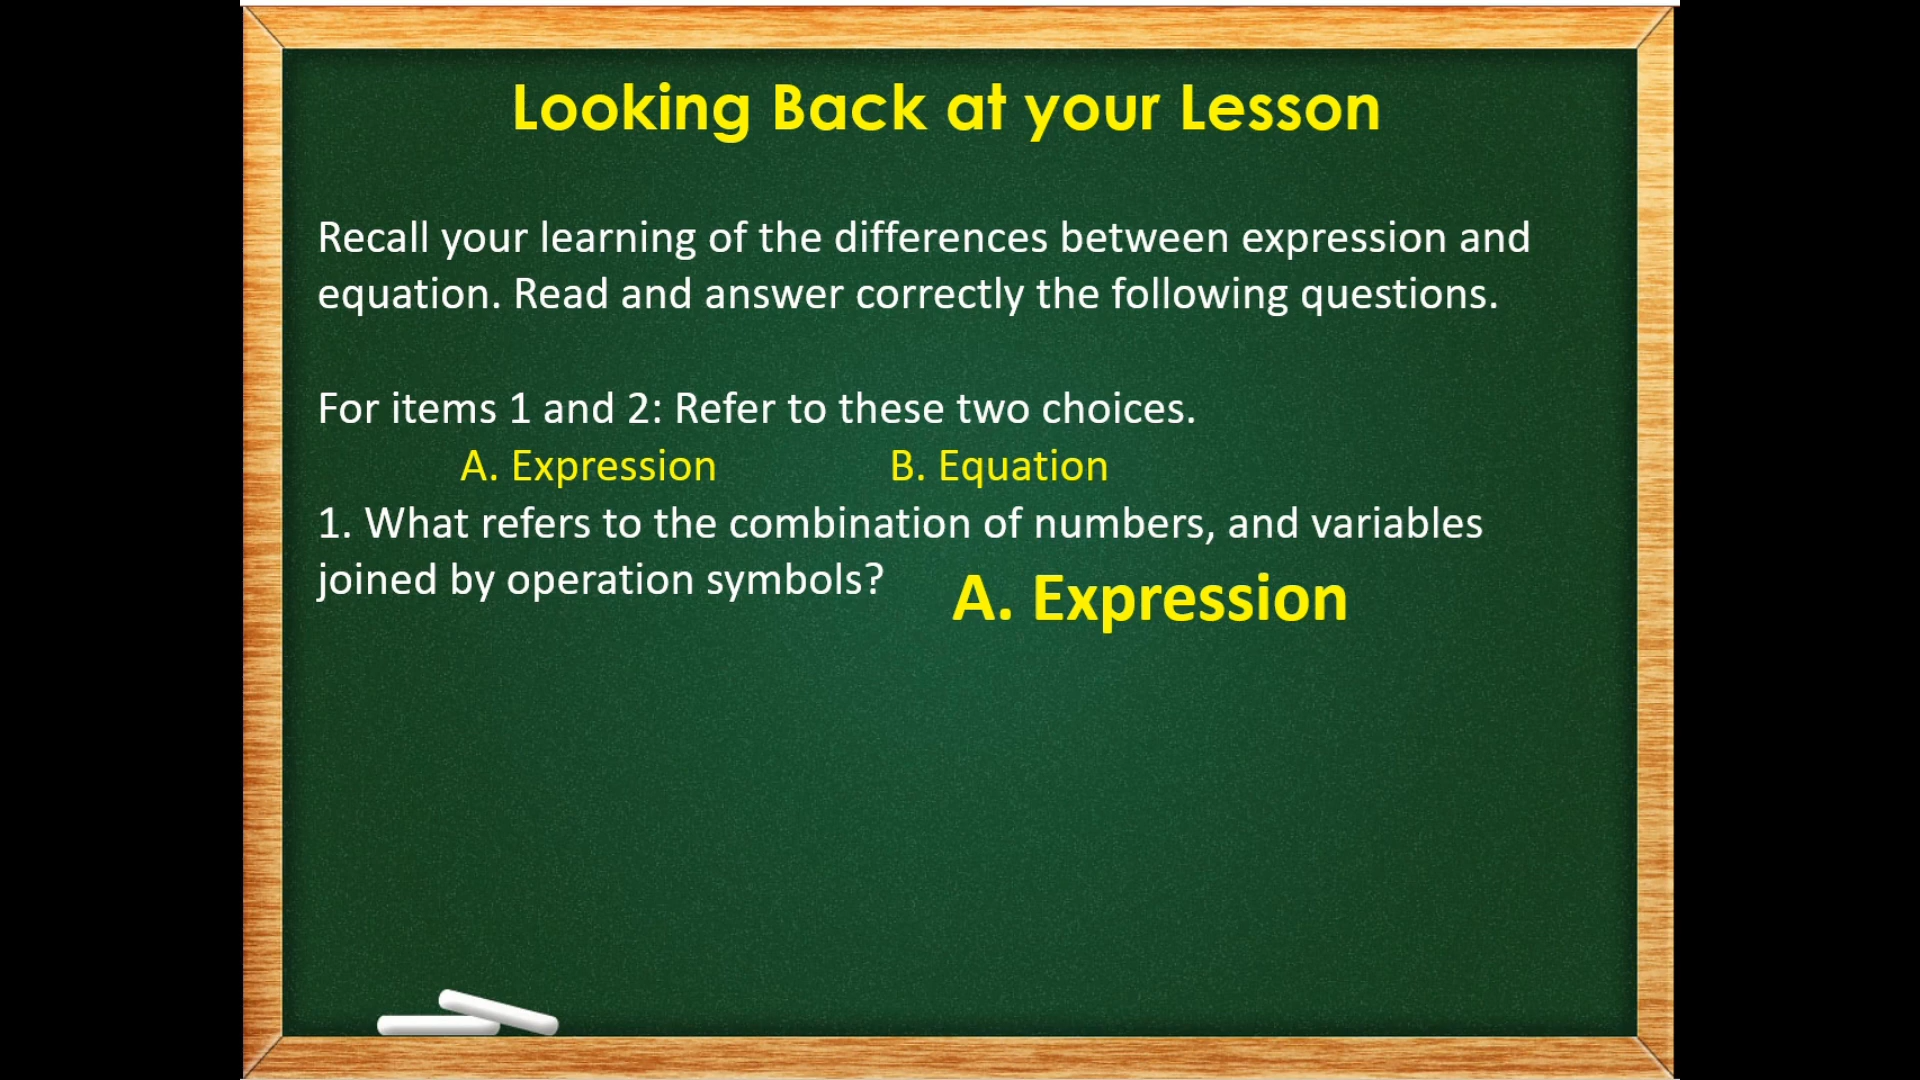 Looking Back at your Lesson
Recall your learning of the differences between expression and
equation. Read and answer correctly the following questions.
For items 1 and 2: Refer to these two choices.
A. Expression B. Equation
1. What refers to the combination of numbers, and variables
joined by operation symbols?
A. Expression